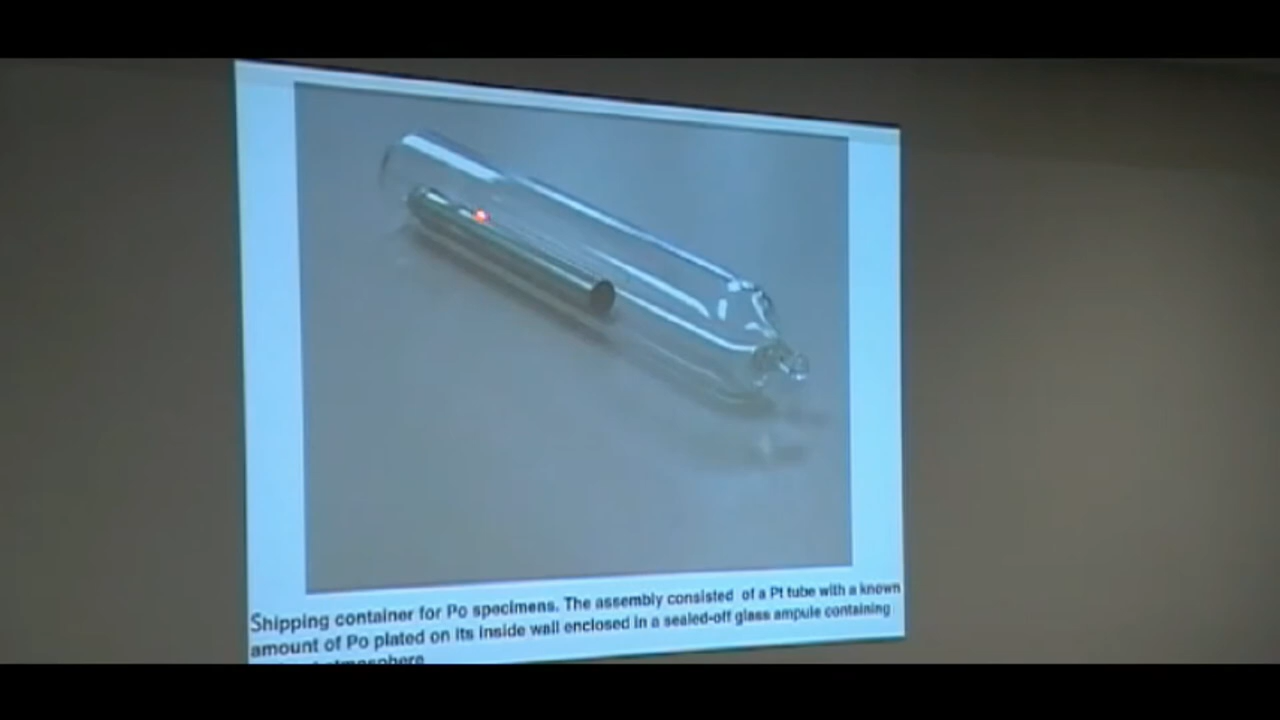 Shipping container for Po specimens. The assembly consisted of a Pt tube with a known
amount of Po plated on its inside wall enclosed in a sealed-off glass ampule containing
atmosphere